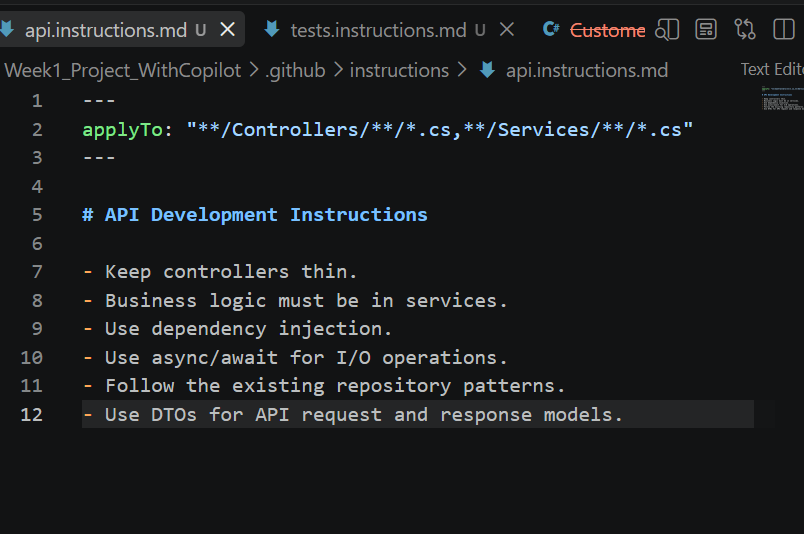 api.instructions.md U
tests.instructions.md U
C# Custome
Week1_Project_WithCopilot > .github > instructions > api.instructions.md
Text Edito
1 ---
2 applyTo: "**/Controllers/**/*.cs,**/Services/**/*.cs"
3 ---
4
5 # API Development Instructions
6
7 - Keep controllers thin.
8 - Business logic must be in services.
9 - Use dependency injection.
10 - Use async/await for I/O operations.
11 - Follow the existing repository patterns.
12 - Use DTOs for API request and response models.